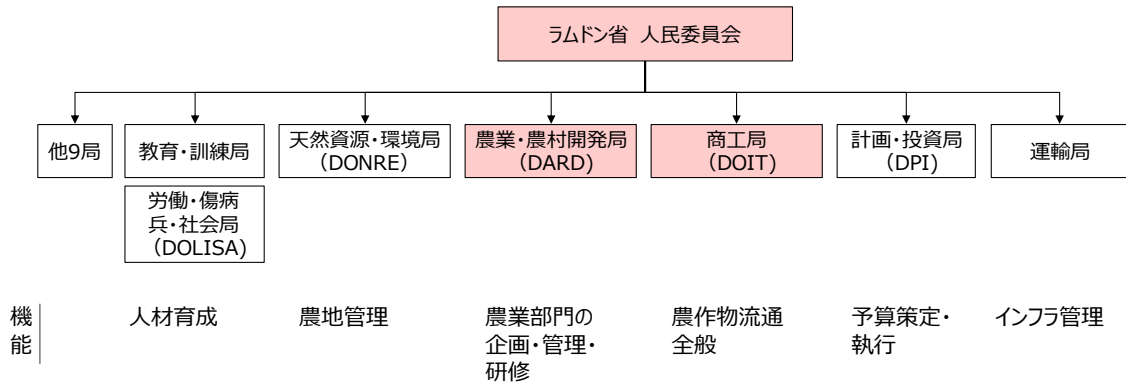 ラムドン省 人民委員会
他9局
教育・訓練局
天然資源・環境局
(DONRE)
農業・農村開発局
(DARD)
商工局
(DOIT)
計画・投資局
(DPI)
運輸局
労働・傷病
兵・社会局
（DOLISA)
機
能
人材育成
農地管理
農業部門の
企画・管理・
研修
農作物流通
全般
予算策定・
執行
インフラ管理